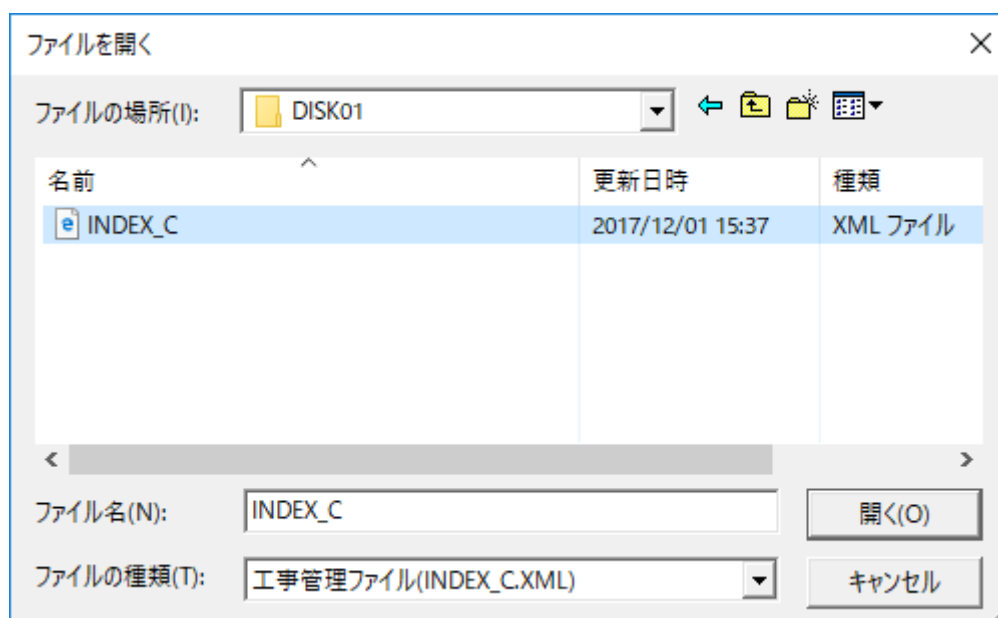 ファイルを開く
ファイルの場所(I): DISK01
名前 更新日時 種類
INDEX_C 2017/12/01 15:37 XML ファイル
ファイル名(N): INDEX_C 開く(O)
ファイルの種類(T): 工事管理ファイル(INDEX_C.XML) キャンセル